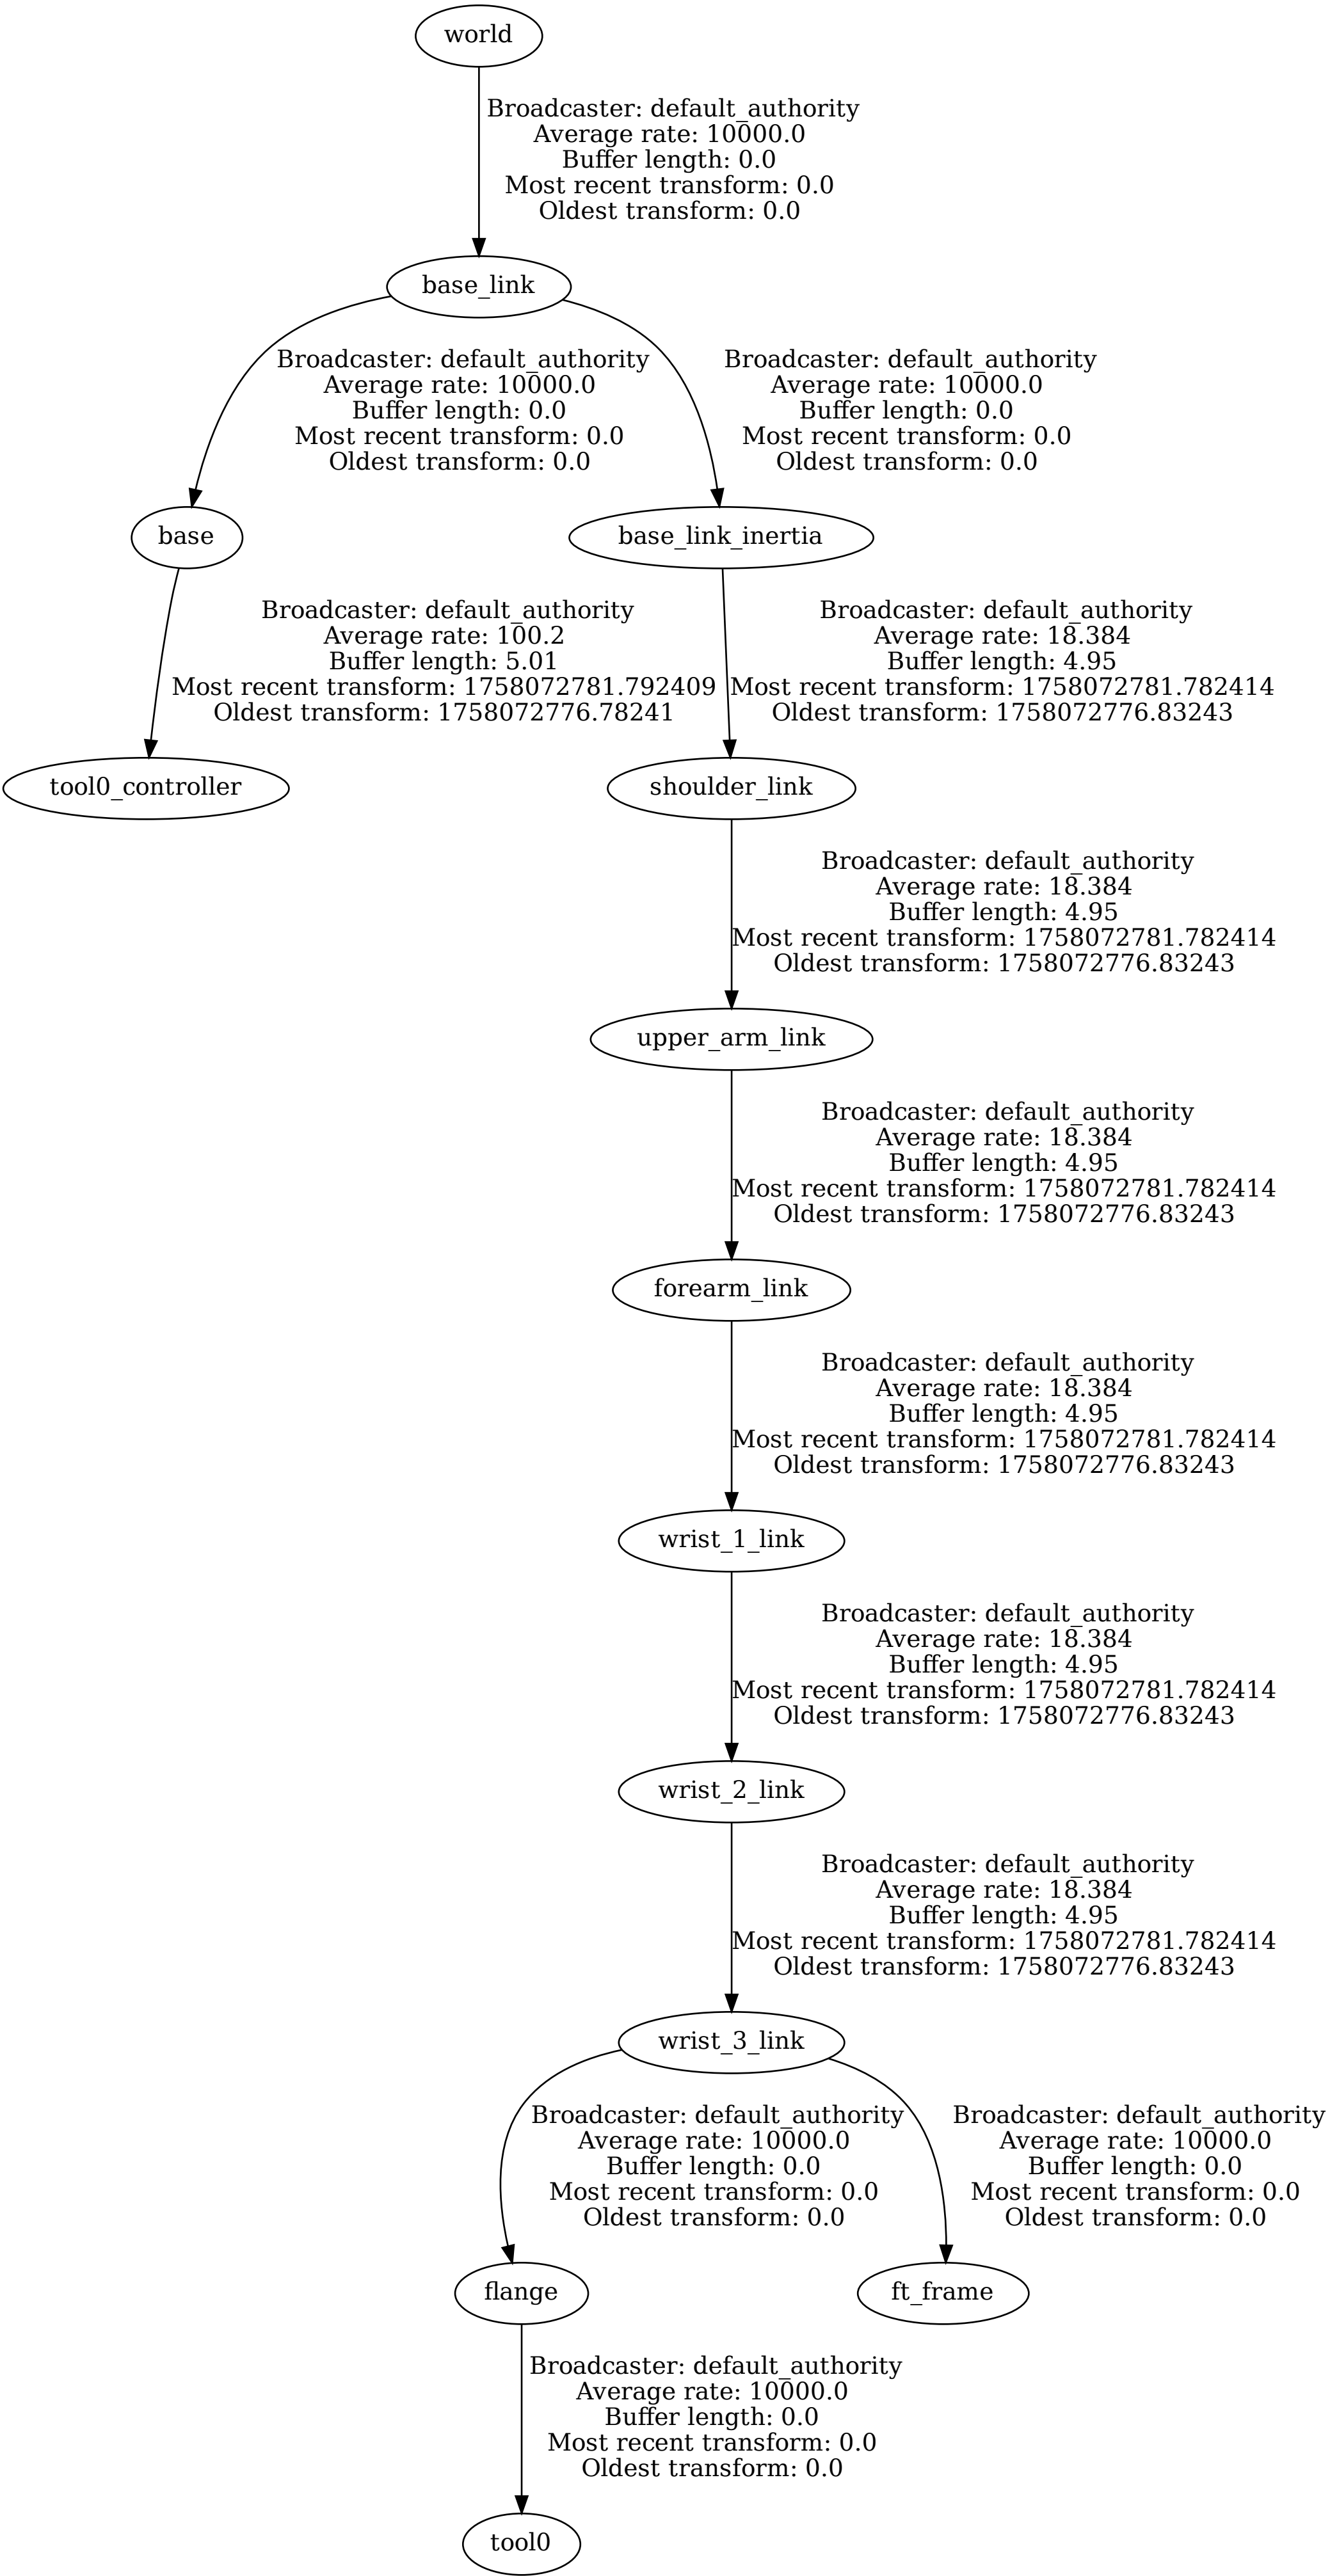 world
Broadcaster: default_authority
Average rate: 10000.0
Buffer length: 0.0
Most recent transform: 0.0
Oldest transform: 0.0
base_link
Broadcaster: default_authority
Average rate: 10000.0
Buffer length: 0.0
Most recent transform: 0.0
Oldest transform: 0.0
Broadcaster: default_authority
Average rate: 10000.0
Buffer length: 0.0
Most recent transform: 0.0
Oldest transform: 0.0
base
base_link_inertia
Broadcaster: default_authority
Average rate: 100.2
Buffer length: 5.01
Most recent transform: 1758072781.792409
Oldest transform: 1758072776.78241
Broadcaster: default_authority
Average rate: 18.384
Buffer length: 4.95
Most recent transform: 1758072781.782414
Oldest transform: 1758072776.83243
tool0_controller
shoulder_link
Broadcaster: default_authority
Average rate: 18.384
Buffer length: 4.95
Most recent transform: 1758072781.782414
Oldest transform: 1758072776.83243
upper_arm_link
Broadcaster: default_authority
Average rate: 18.384
Buffer length: 4.95
Most recent transform: 1758072781.782414
Oldest transform: 1758072776.83243
forearm_link
Broadcaster: default_authority
Average rate: 18.384
Buffer length: 4.95
Most recent transform: 1758072781.782414
Oldest transform: 1758072776.83243
wrist_1_link
Broadcaster: default_authority
Average rate: 18.384
Buffer length: 4.95
Most recent transform: 1758072781.782414
Oldest transform: 1758072776.83243
wrist_2_link
Broadcaster: default_authority
Average rate: 18.384
Buffer length: 4.95
Most recent transform: 1758072781.782414
Oldest transform: 1758072776.83243
wrist_3_link
Broadcaster: default_authority
Average rate: 10000.0
Buffer length: 0.0
Most recent transform: 0.0
Oldest transform: 0.0
Broadcaster: default_authority
Average rate: 10000.0
Buffer length: 0.0
Most recent transform: 0.0
Oldest transform: 0.0
flange
ft_frame
Broadcaster: default_authority
Average rate: 10000.0
Buffer length: 0.0
Most recent transform: 0.0
Oldest transform: 0.0
tool0